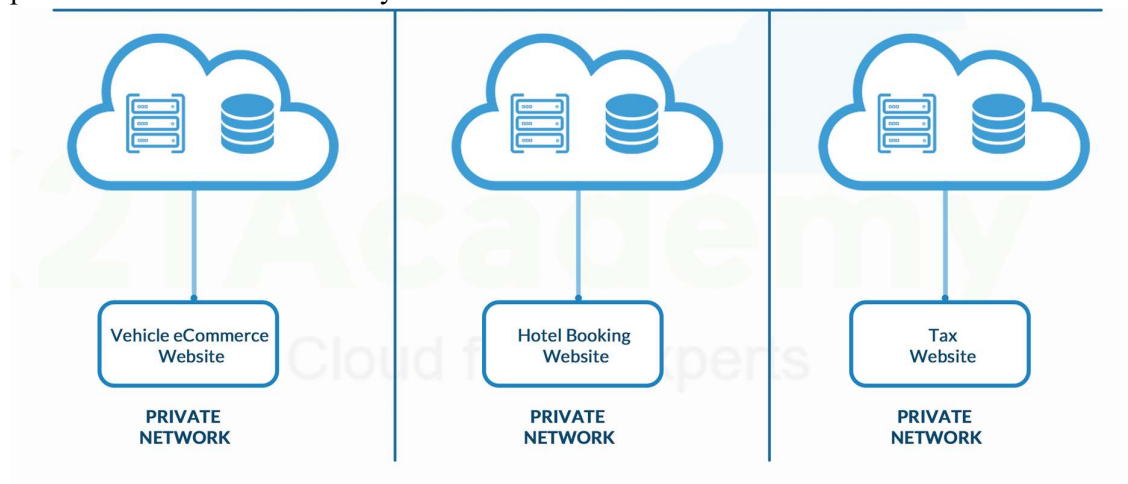 Vehicle eCommerce
Website
PRIVATE
NETWORK
Hotel Booking
Website
PRIVATE
NETWORK
Tax
Website
PRIVATE
NETWORK